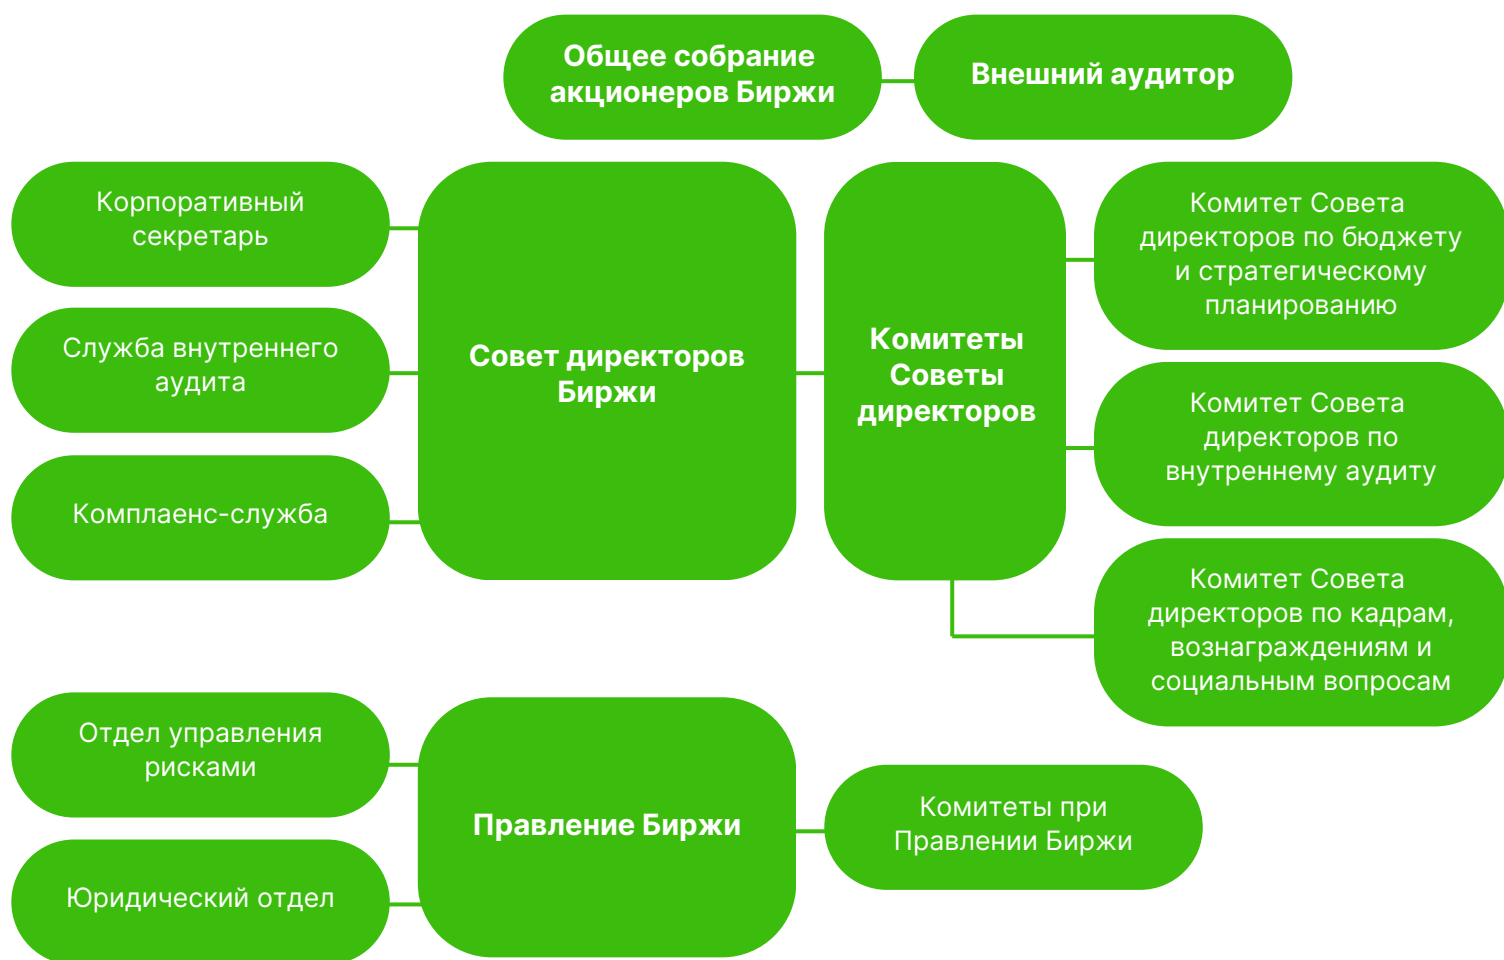 Общее собрание
акционеров Биржи
Внешний аудитор
Корпоративный
секретарь
Служба внутреннего
аудита
Комплаенс-служба
Совет директоров
Биржи
Комитеты
Советы
директоров
Комитет Совета
директоров по бюджету
и стратегическому
планированию
Комитет Совета
директоров по
внутреннему аудиту
Комитет Совета
директоров по кадрам,
вознаграждениям и
социальным вопросам
Отдел управления
рисками
Юридический отдел
Правление Биржи
Комитеты при
Правлении Биржи